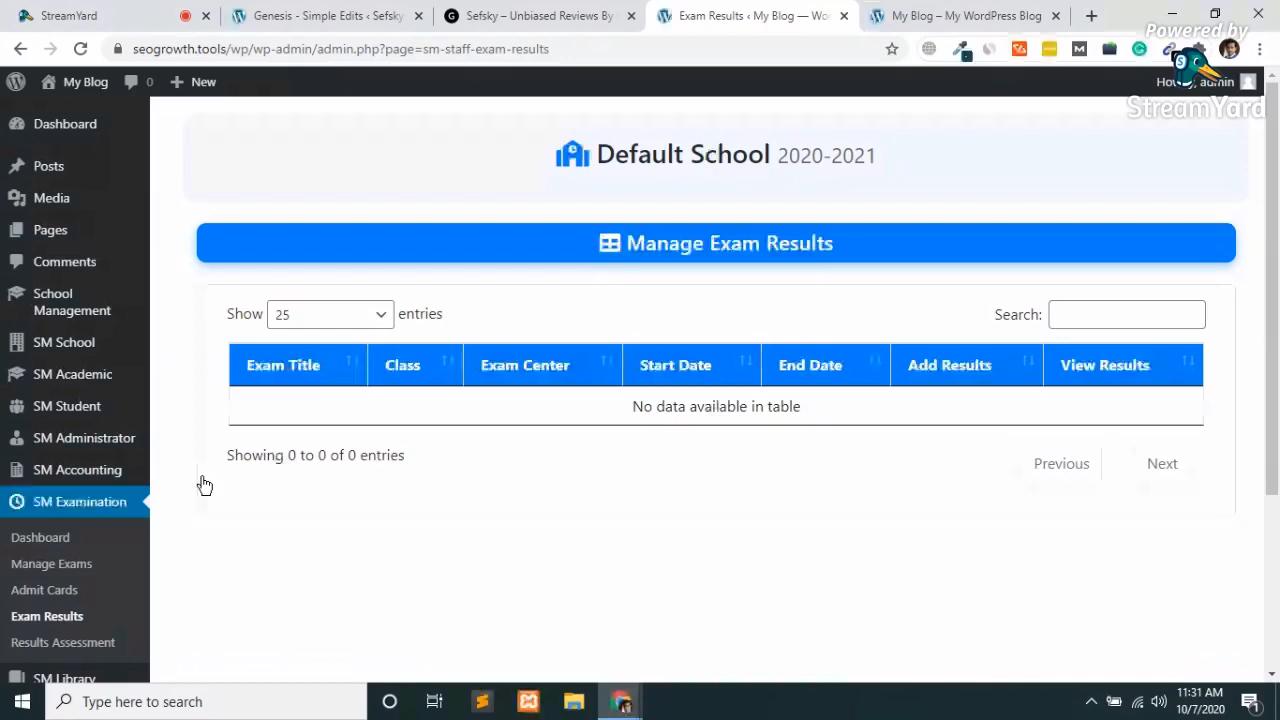 StreamYard
Genesis - Simple Edits ‹ Sefsky
Sefsky – Unbiased Reviews By
Exam Results ‹ My Blog — Wo
My Blog – My WordPress Blog
seogrowth.tools/wp/wp-admin/admin.php?page=sm-staff-exam-results
Powered by
StreamYard
My Blog
0
New
admin
Dashboard
Posts
Media
Pages
Comments
School
Management
SM School
SM Academic
SM Student
SM Administrator
SM Accounting
SM Examination
Dashboard
Manage Exams
Admit Cards
Exam Results
Results Assessment
SM Library
Default School 2020-2021
Manage Exam Results
Show 25 entries
Search:
Exam Title Class Exam Center Start Date End Date Add Results View Results
No data available in table
Showing 0 to 0 of 0 entries
Previous Next
Type here to search
11:31 AM
10/7/2020
1